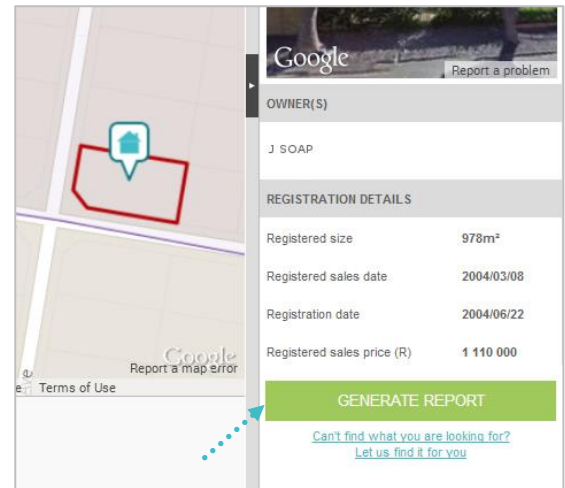 Google
Report a problem
OWNER(S)
J SOAP
REGISTRATION DETAILS
Registered size 978m²
Registered sales date 2004/03/08
Registration date 2004/06/22
Registered sales price (R) 1 110 000
GENERATE REPORT
Can't find what you are looking for?
Let us find it for you
Google
Report a map error
Terms of Use